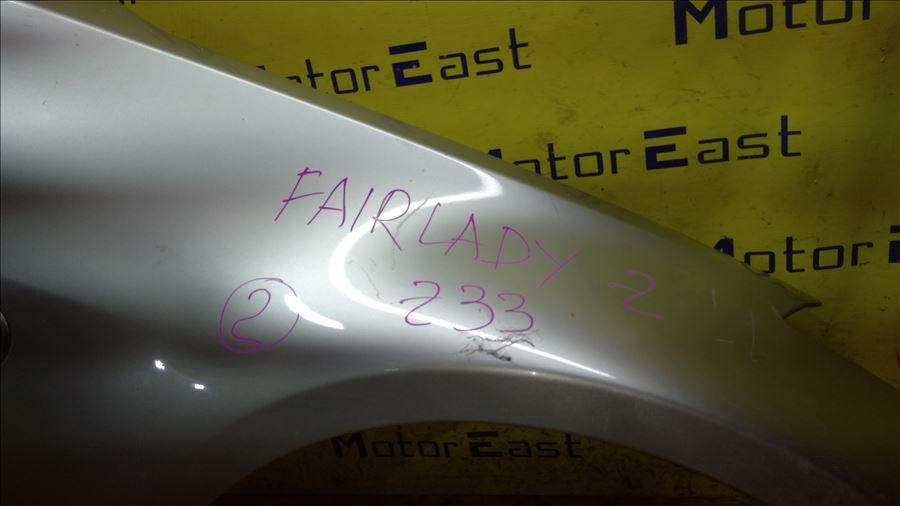 Motor
Motor East
Motor East
Motor E
FAIRLADY Z
② Z33
Motor East